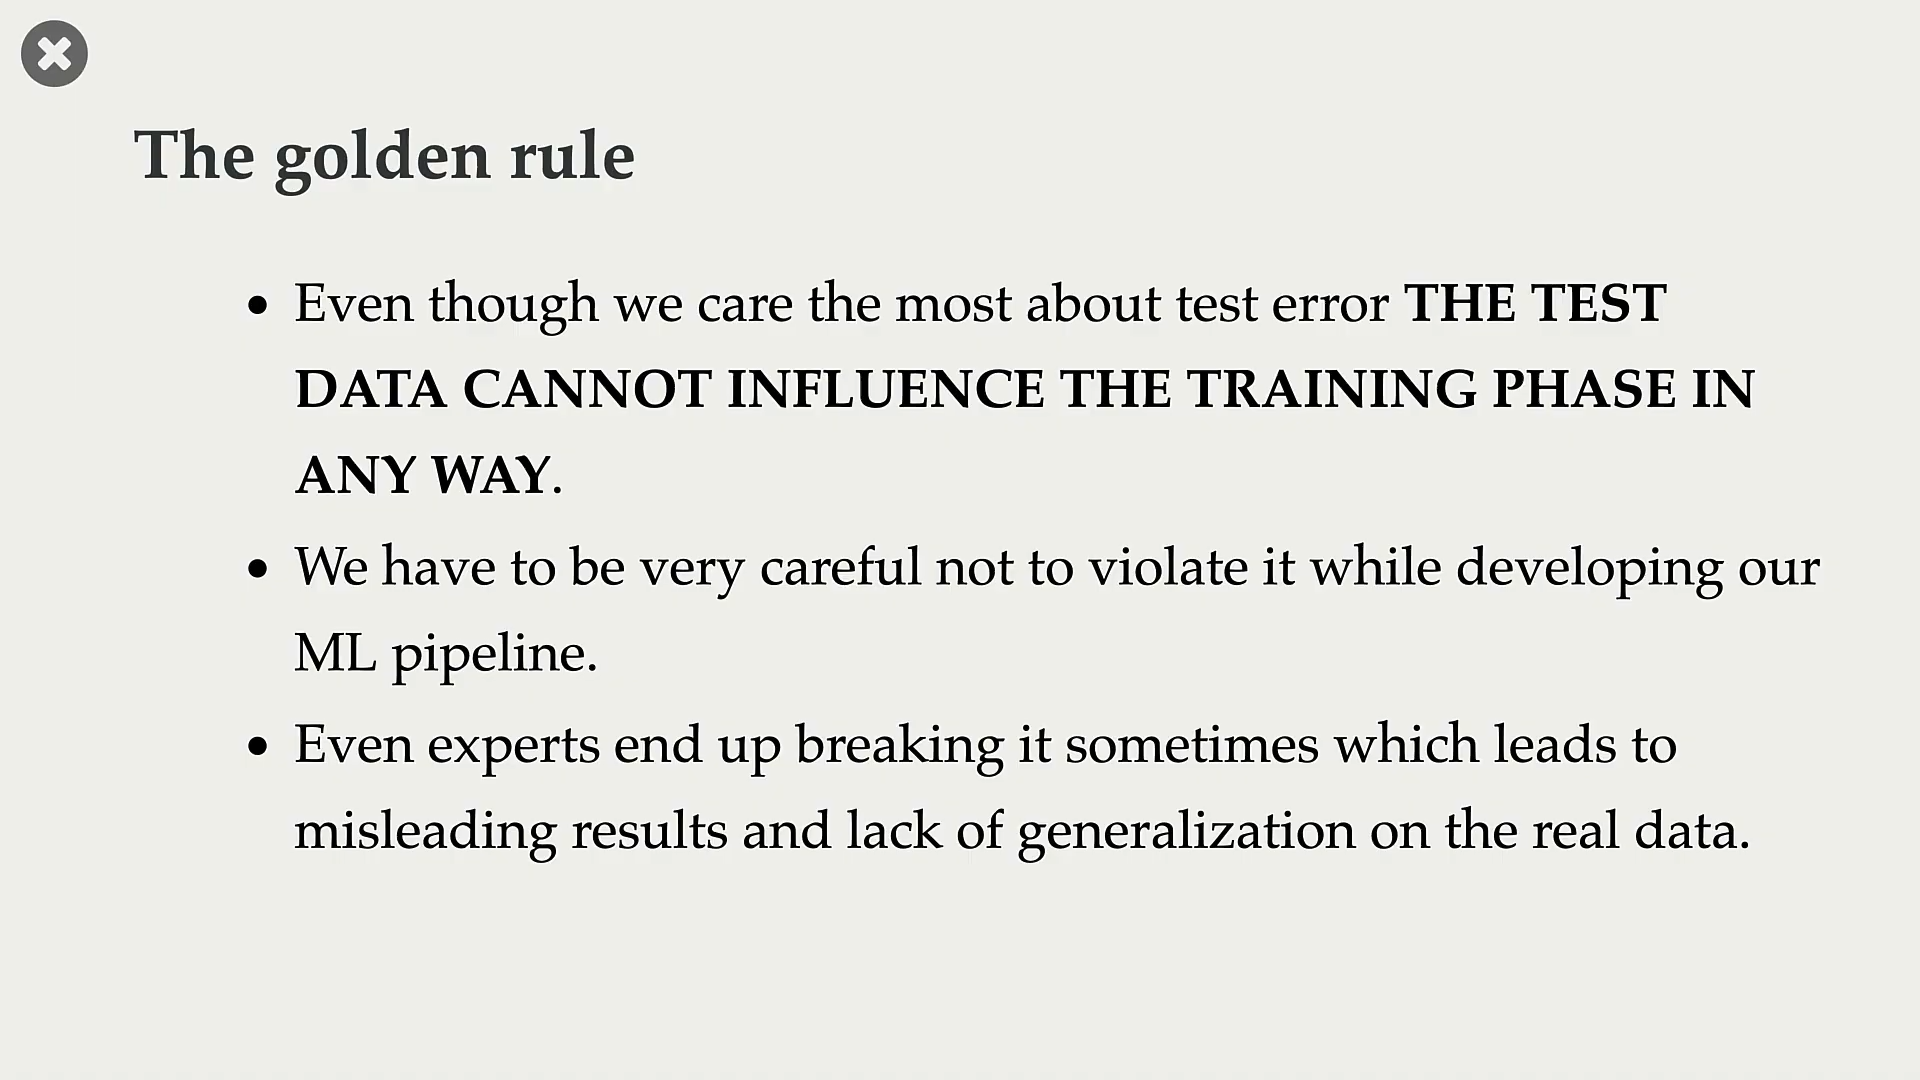 The golden rule
• Even though we care the most about test error THE TEST
DATA CANNOT INFLUENCE THE TRAINING PHASE IN
ANY WAY.
• We have to be very careful not to violate it while developing our
ML pipeline.
• Even experts end up breaking it sometimes which leads to
misleading results and lack of generalization on the real data.